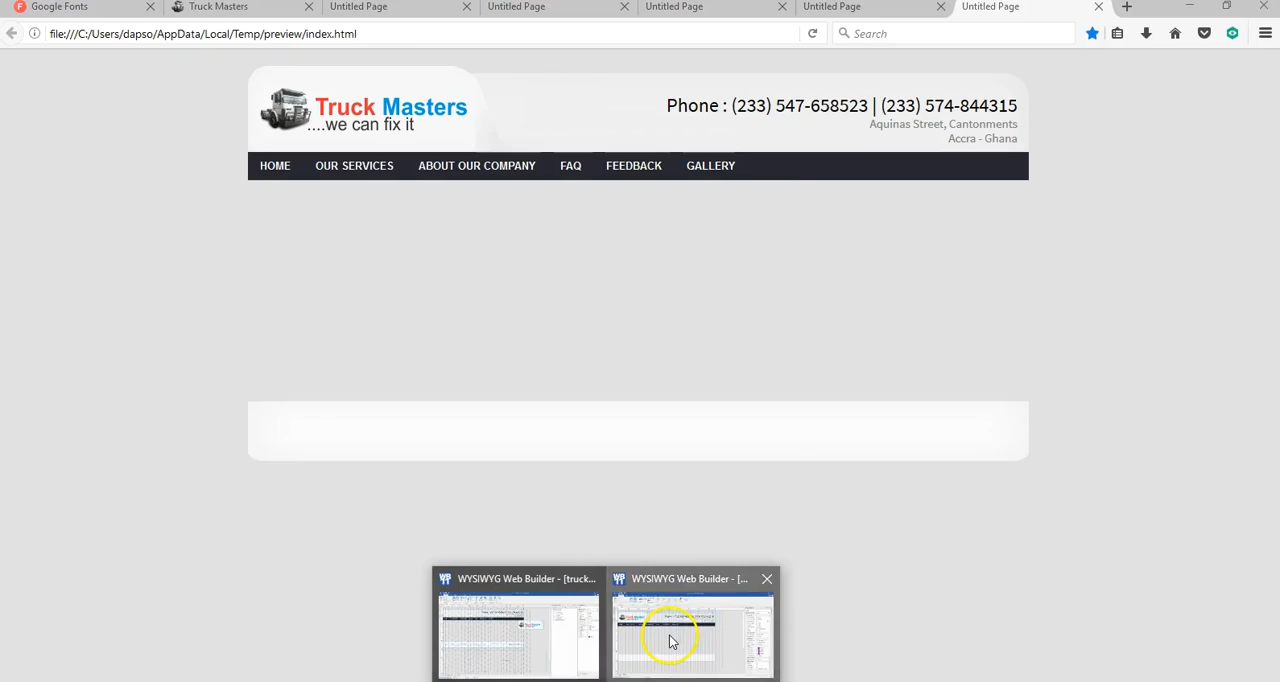 Google Fonts
Truck Masters
Untitled Page
Untitled Page
Untitled Page
Untitled Page
Untitled Page
file:///C:/Users/dapso/AppData/Local/Temp/preview/index.html
Search
Truck Masters
....we can fix it
Phone : (233) 547-658523 | (233) 574-844315
Aquinas Street, Cantonments
Accra - Ghana
HOME
OUR SERVICES
ABOUT OUR COMPANY
FAQ
FEEDBACK
GALLERY
WYSIWYG Web Builder - [truck...
WYSIWYG Web Builder - [...